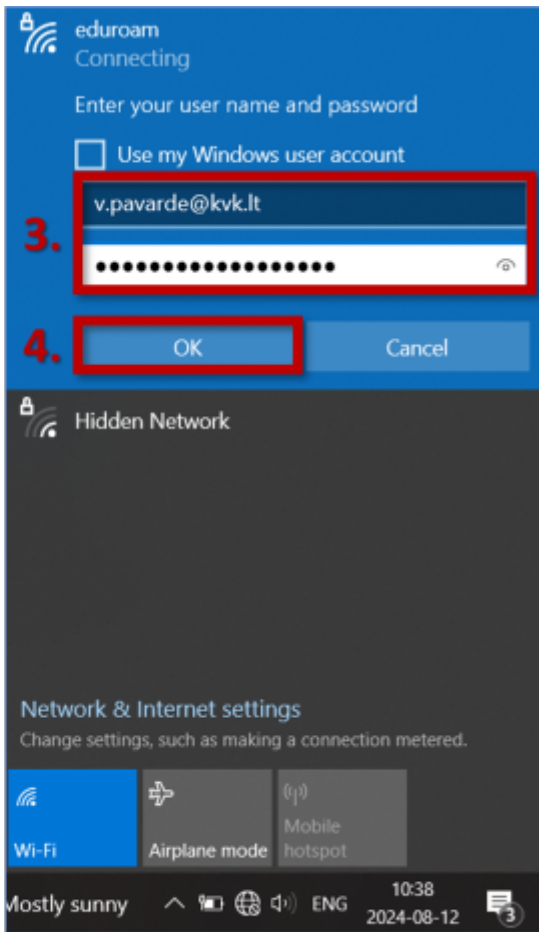 eduroam
Connecting
Enter your user name and password
Use my Windows user account
3.
v.pavarde@kvk.lt
••••••••••••••••••
4.
OK
Cancel
Hidden Network
Network & Internet settings
Change settings, such as making a connection metered.
Wi-Fi
Airplane mode
Mobile
hotspot
Mostly sunny
ENG
10:38
2024-08-12
3